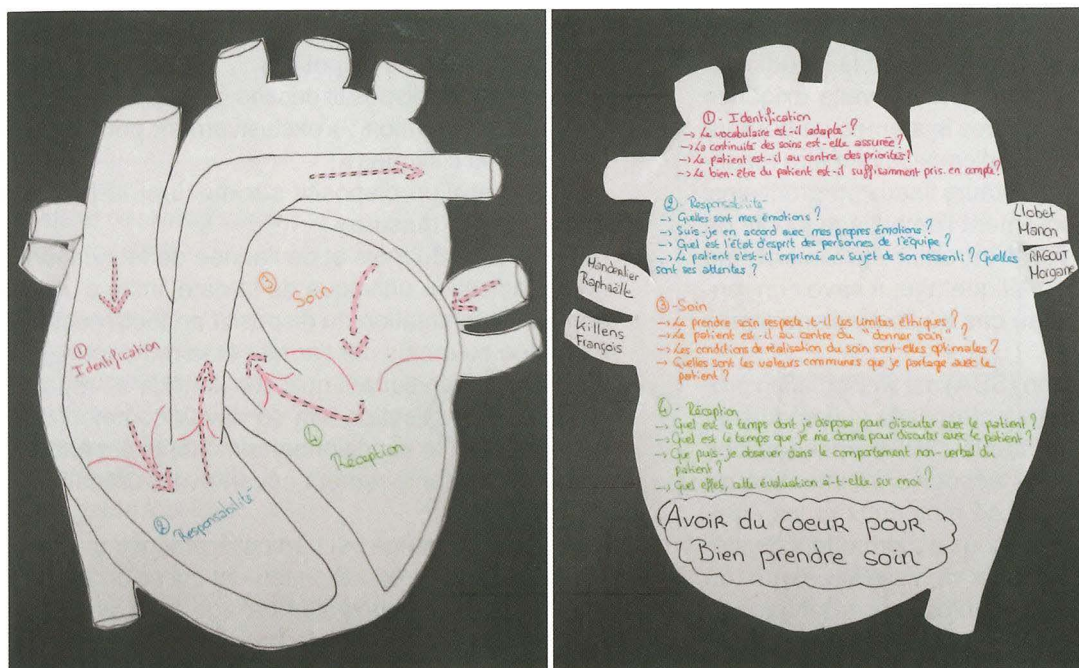 ① Identification
② Responsabilité
③ Soin
④ Réception
① - Identification
→ Le vocabulaire est-il adapté ?
→ La continuité des soins est-elle assurée ?
→ Le patient est-il au centre des priorités ?
→ Le bien-être du patient est-il suffisamment pris en compte ?
② - Responsabilité
→ Quelles sont mes émotions ?
→ Suis-je en accord avec mes propres émotions ?
→ Quel est l'état d'esprit des personnes de l'équipe ?
→ Le patient s'est-il exprimé au sujet de son ressenti ? Quelles
sont ses attentes ?
③ - Soin
→ Le prendre soin respecte-t-il les limites éthiques ?
→ Le patient est-il au centre du "donner soin" ?
→ Les conditions de réalisation du soin sont-elles optimales ?
→ Quelles sont les valeurs communes que je partage avec le
patient ?
④ - Réception
→ Quel est le temps dont je dispose pour discuter avec le patient ?
→ Quel est le temps que je me donne pour discuter avec le patient ?
→ Que puis-je observer dans le comportement non-verbal du
patient ?
→ Quel effet, cette évaluation a-t-elle sur moi ?
Avoir du coeur pour
Bien prendre soin
Raphaëlle
Killens
François
Llobet
Manon
RAGOUT
Morgane